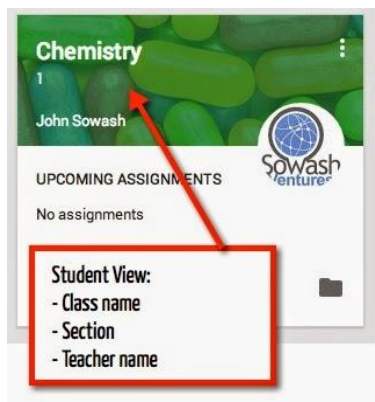 Chemistry
1
John Sowash
Sowash
Ventures
UPCOMING ASSIGNMENTS
No assignments
Student View:
- Class name
- Section
- Teacher name